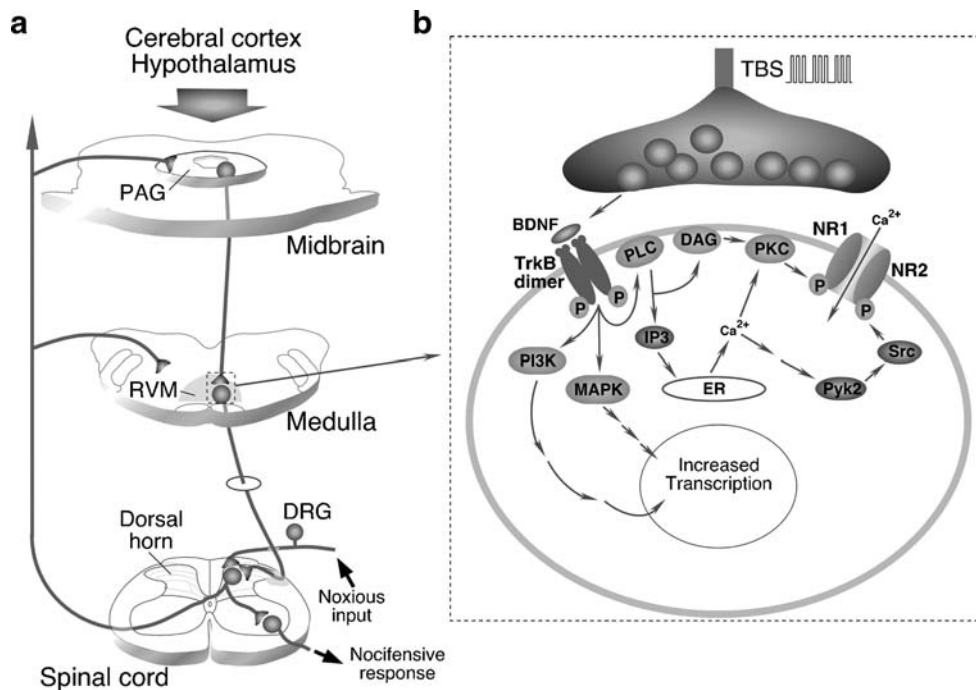 a
Cerebral cortex
Hypothalamus
PAG
Midbrain
RVM
Medulla
DRG
Dorsal
horn
Noxious
input
Nocifensive
response
Spinal cord
b
TBS
BDNF
TrkB
dimer
P
P
PLC
DAG
PKC
NR1
Ca2+
NR2
P
P
PI3K
MAPK
IP3
Ca2+
ER
Pyk2
Src
Increased
Transcription